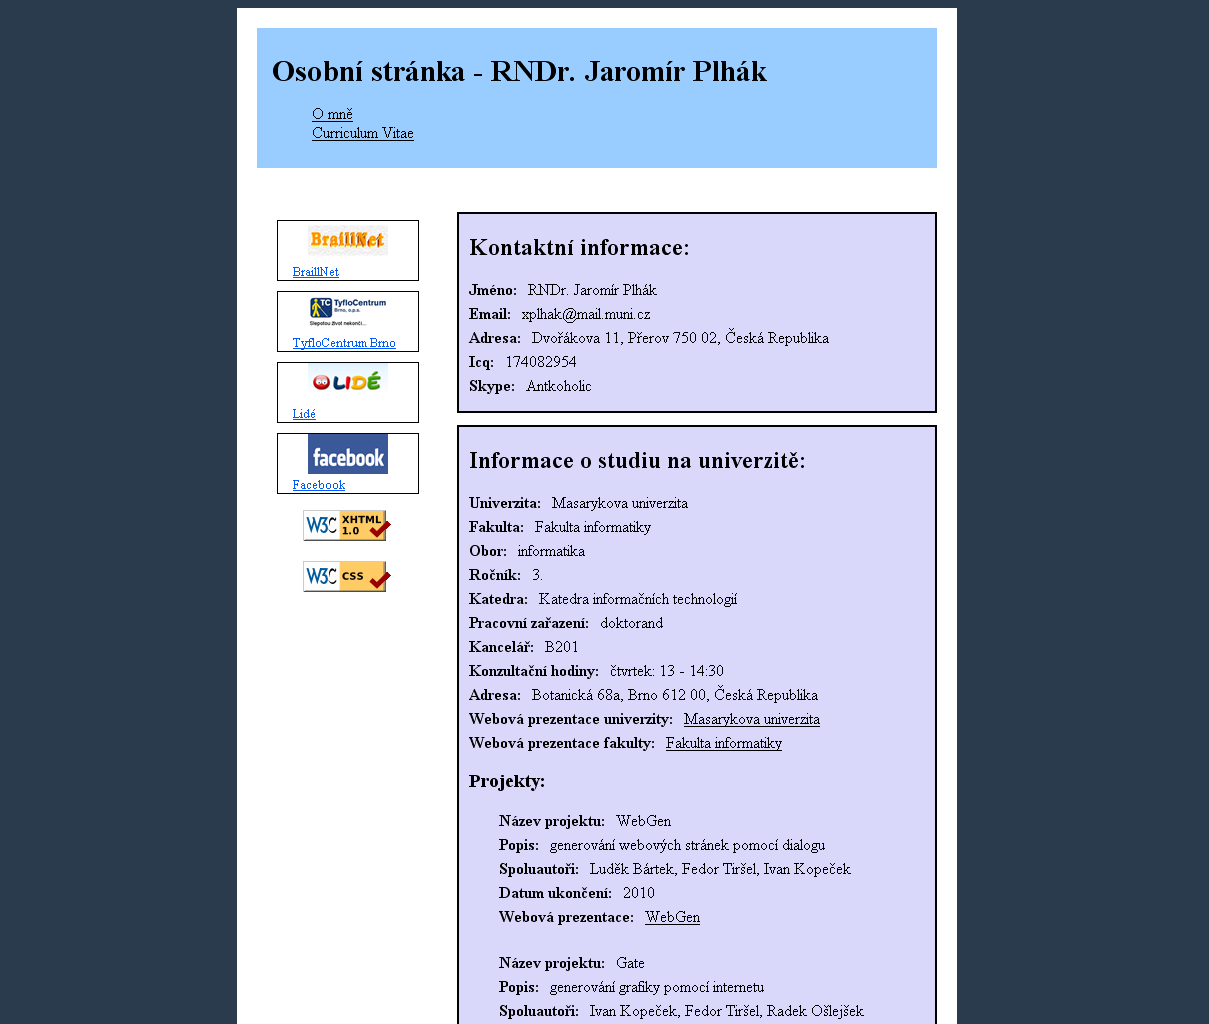 Osobní stránka - RNDr. Jaromír Plhák
O mně
Curriculum Vitae
BraillNet
BraillNet
TC TyfloCentrum
Brno, o.p.s.
Slepotou život nekončí...
TyfloCentrum Brno
LIDÉ
Lidé
facebook
Facebook
W3C XHTML 1.0
W3C CSS
Kontaktní informace:
Jméno: RNDr. Jaromír Plhák
Email: xplhak@mail.muni.cz
Adresa: Dvořákova 11, Přerov 750 02, Česká Republika
Icq: 174082954
Skype: Antkoholic
Informace o studiu na univerzitě:
Univerzita: Masarykova univerzita
Fakulta: Fakulta informatiky
Obor: informatika
Ročník: 3.
Katedra: Katedra informačních technologií
Pracovní zařazení: doktorand
Kancelář: B201
Konzultační hodiny: čtvrtek: 13 - 14:30
Adresa: Botanická 68a, Brno 612 00, Česká Republika
Webová prezentace univerzity: Masarykova univerzita
Webová prezentace fakulty: Fakulta informatiky
Projekty:
Název projektu: WebGen
Popis: generování webových stránek pomocí dialogu
Spoluautoři: Luděk Bártek, Fedor Tiršel, Ivan Kopeček
Datum ukončení: 2010
Webová prezentace: WebGen
Název projektu: Gate
Popis: generování grafiky pomocí internetu
Spoluautoři: Ivan Kopeček, Fedor Tiršel, Radek Ošlejšek